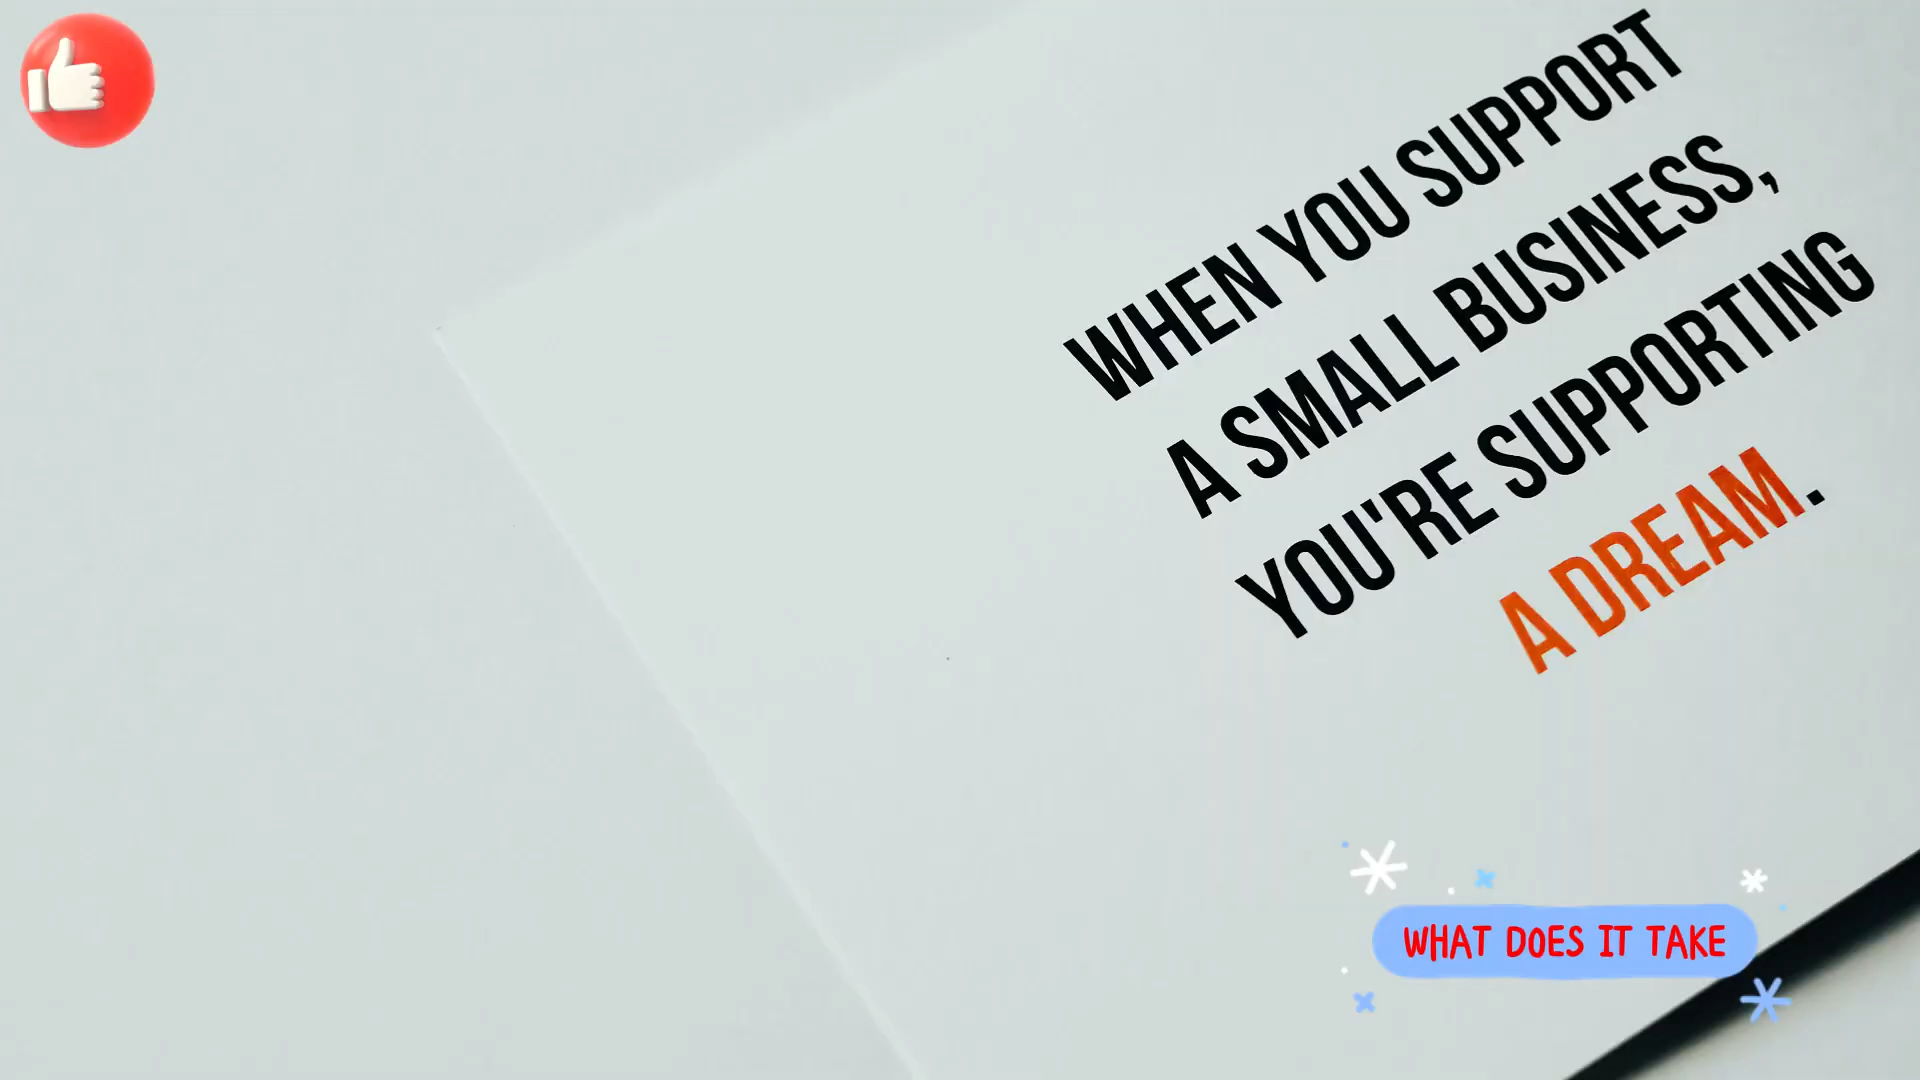 WHEN YOU SUPPORT
A SMALL BUSINESS,
YOU'RE SUPPORTING
A DREAM.
WHAT DOES IT TAKE